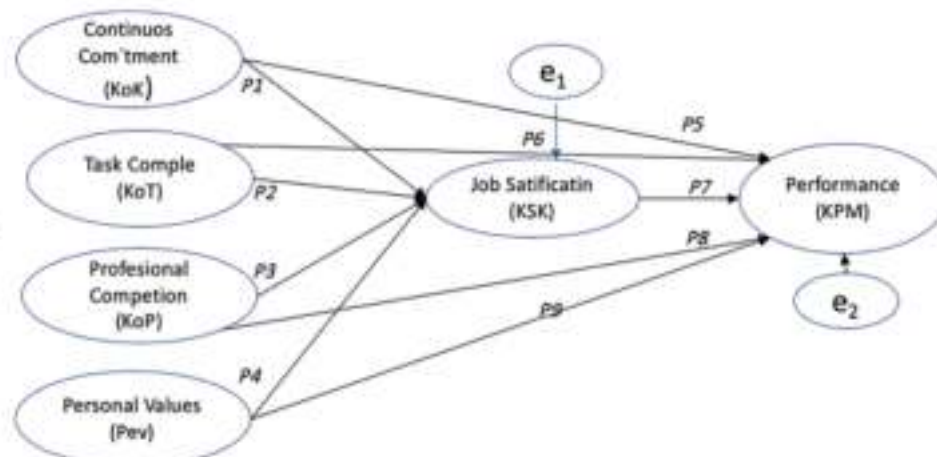 Continuos
Com`tment
(KoK)
P1
e1
P5
P6
Task Comple
(KoT)
P2
Job Satificatin
(KSK)
P7
Performance
(KPM)
Profesional
Competion
(KoP)
P3
P8
e2
P9
P4
Personal Values
(Pev)